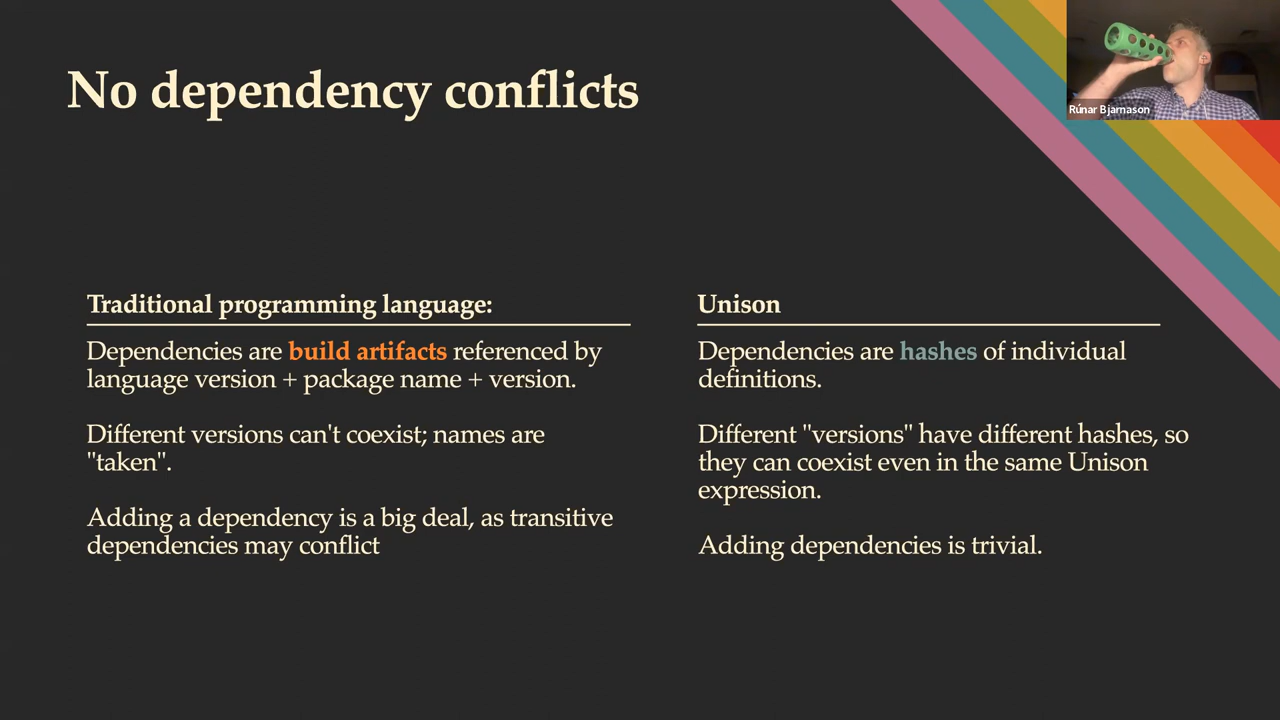 No dependency conflicts
Rúnar Bjarnason
Traditional programming language:
Dependencies are build artifacts referenced by
language version + package name + version.
Different versions can't coexist; names are
"taken".
Adding a dependency is a big deal, as transitive
dependencies may conflict
Unison
Dependencies are hashes of individual
definitions.
Different "versions" have different hashes, so
they can coexist even in the same Unison
expression.
Adding dependencies is trivial.